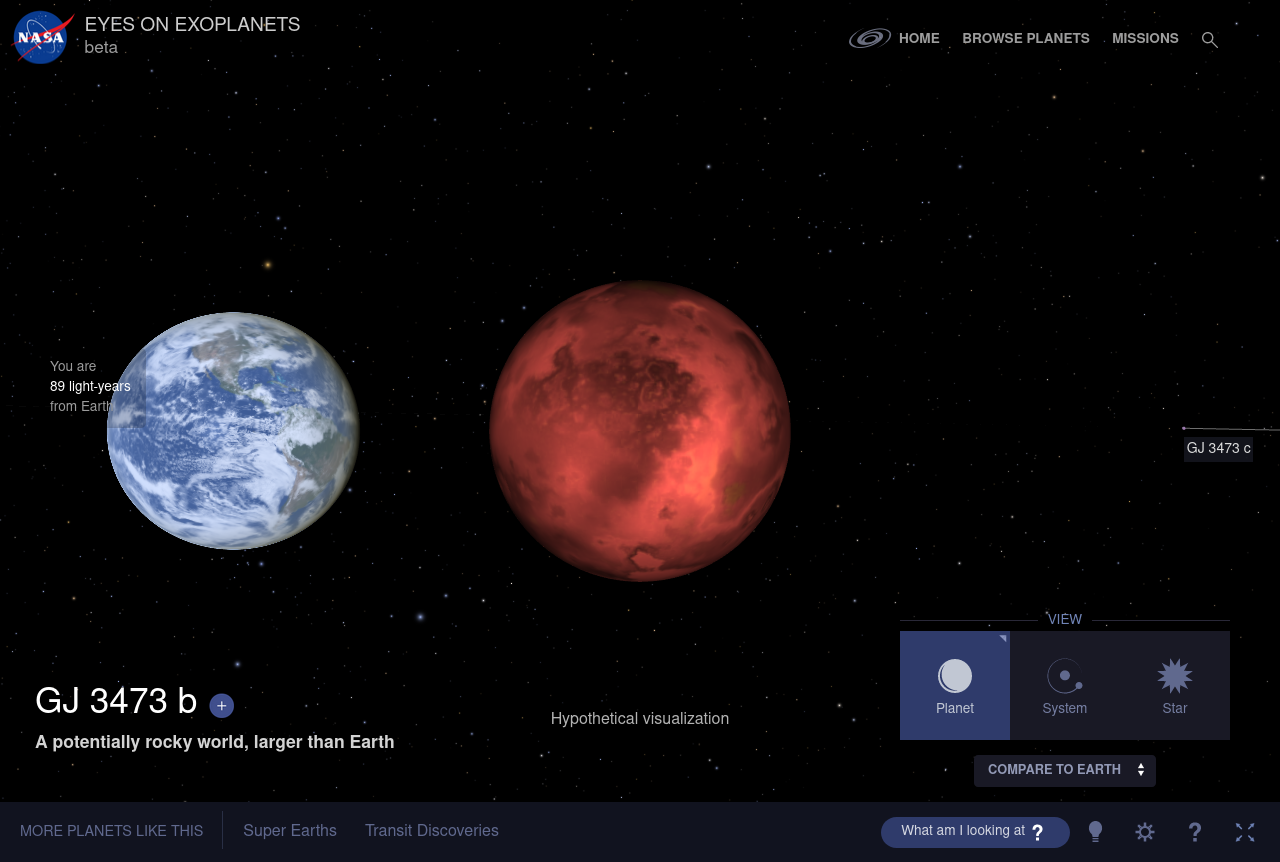 NASA
EYES ON EXOPLANETS
beta
HOME
BROWSE PLANETS
MISSIONS
You are
89 light-years
from Earth
GJ 3473 c
VIEW
Planet
System
Star
GJ 3473 b +
A potentially rocky world, larger than Earth
Hypothetical visualization
COMPARE TO EARTH
MORE PLANETS LIKE THIS
Super Earths
Transit Discoveries
What am I looking at ?
?